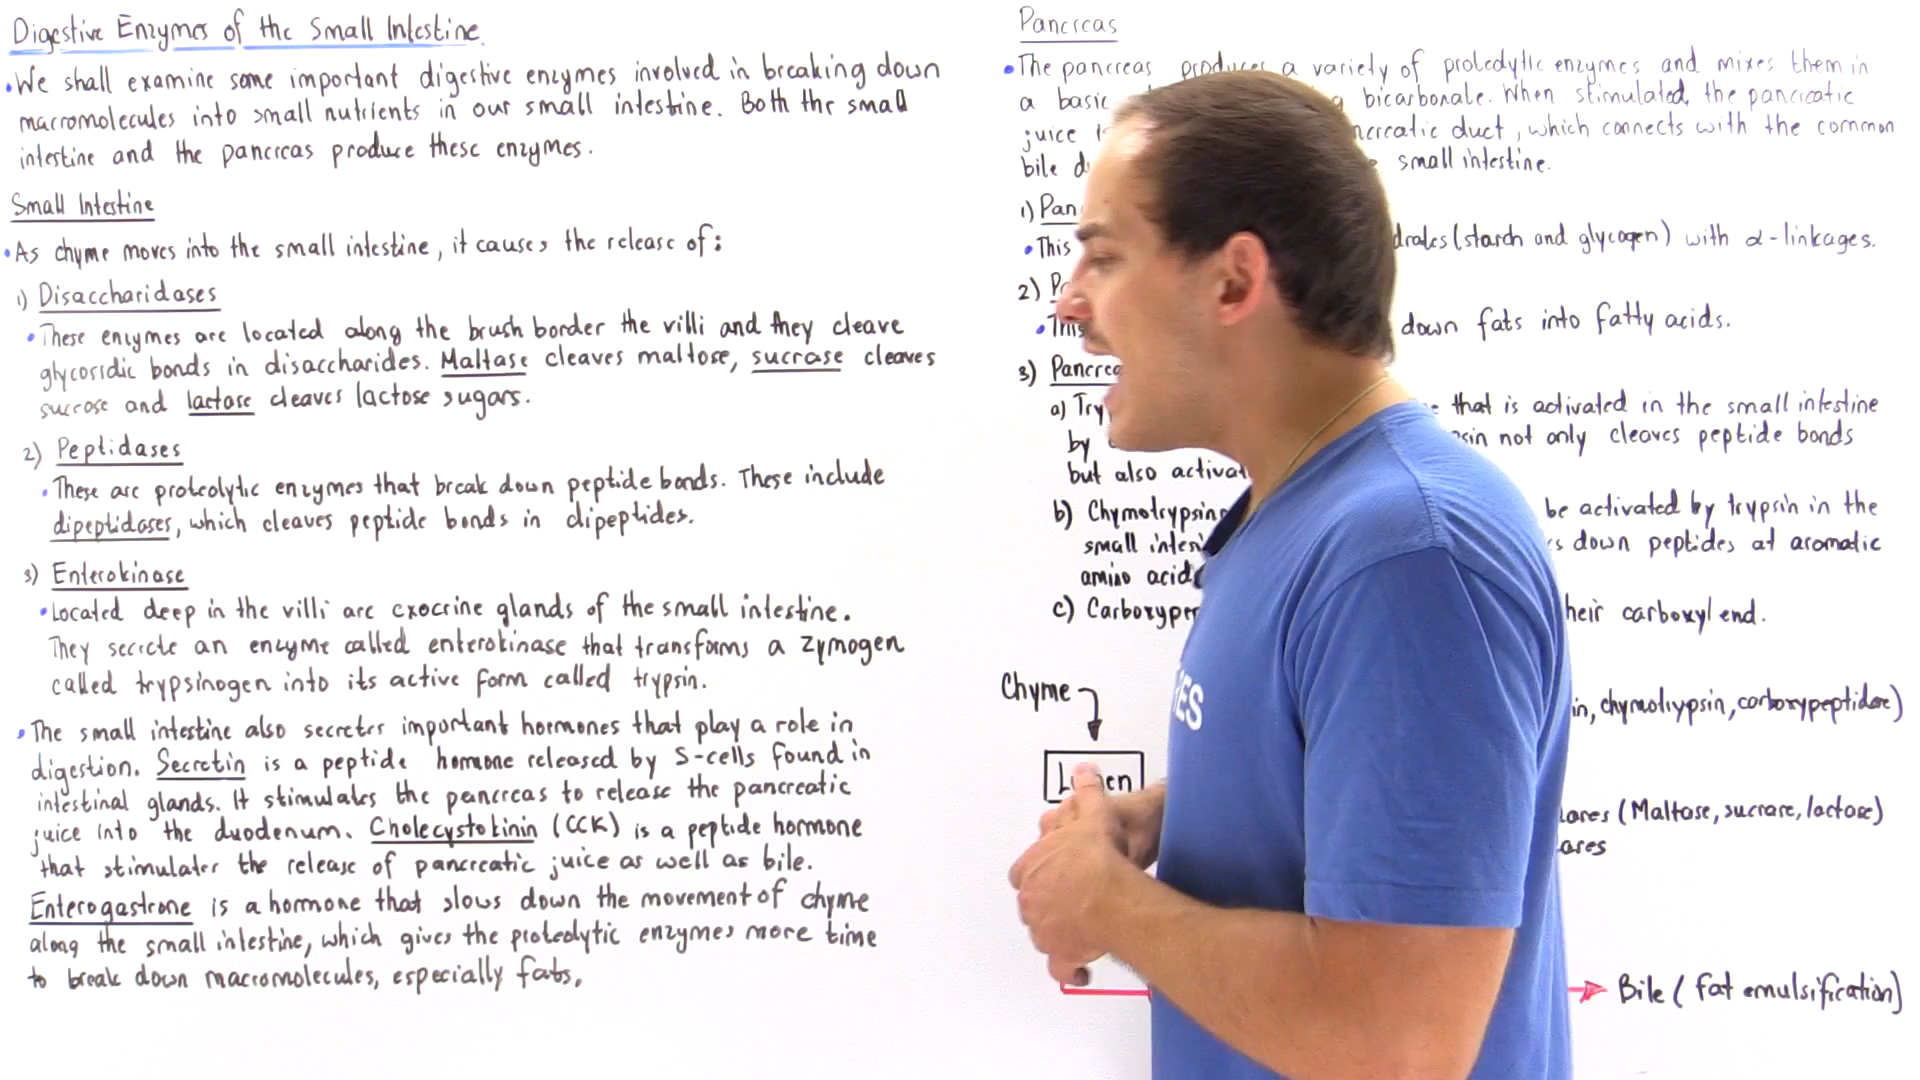 Digestive Enzymes of the Small Intestine
• We shall examine some important digestive enzymes involved in breaking down
macromolecules into small nutrients in our small intestine. Both the small
intestine and the pancreas produce these enzymes.
Small Intestine
• As chyme moves into the small intestine, it causes the release of:
1) Disaccharidases
• These enzymes are located along the brush border the villi and they cleave
glycosidic bonds in disaccharides. Maltase cleaves maltose, sucrase cleaves
sucrose and lactase cleaves lactose sugars.
2) Peptidases
• These are proteolytic enzymes that break down peptide bonds. These include
dipeptidases, which cleaves peptide bonds in dipeptides.
3) Enterokinase
• Located deep in the villi are exocrine glands of the small intestine.
They secrete an enzyme called enterokinase that transforms a zymogen
called trypsinogen into its active form called trypsin.
• The small intestine also secretes important hormones that play a role in
digestion. Secretin is a peptide hormone released by S-cells found in
intestinal glands. It stimulates the pancreas to release the pancreatic
juice into the duodenum. Cholecystokinin (CCK) is a peptide hormone
that stimulates the release of pancreatic juice as well as bile.
Enterogastrone is a hormone that slows down the movement of chyme
along the small intestine, which gives the proteolytic enzymes more time
to break down macromolecules, especially fats.
Pancreas
• The pancreas produces a variety of proteolytic enzymes and mixes them in
a basic bicarbonate. When stimulated, the pancreatic
juice duct, which connects with the common
bile small intestine.
1)
• This (starch and glycogen) with α-linkages.
2)
• This down fats into fatty acids.
3)
a) that is activated in the small intestine
by not only cleaves peptide bonds
but also
b) be activated by trypsin in the
small down peptides at aromatic
amino acid
c) their carboxyl end.
Chyme
Lumen
chymotrypsin, carboxypeptidase)
(Maltase, sucrase, lactase)
Bile (fat emulsification)